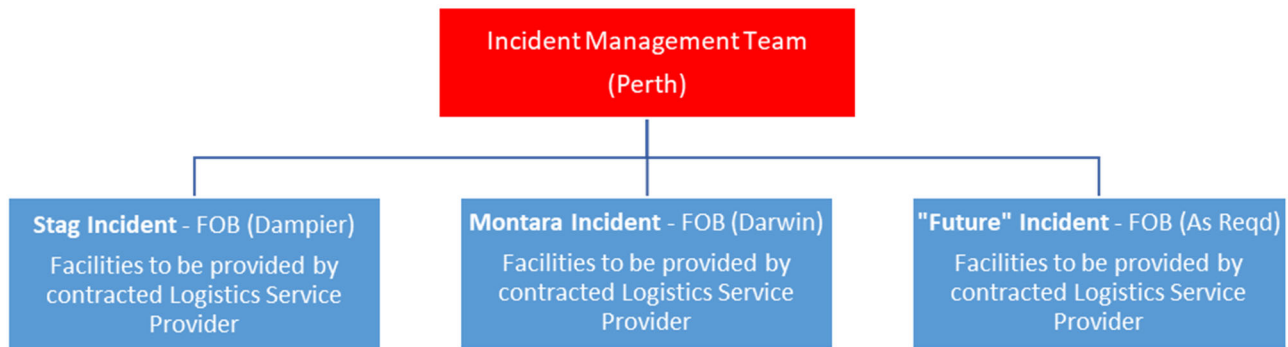 Incident Management Team
(Perth)
Stag Incident - FOB (Dampier)
Facilities to be provided by
contracted Logistics Service
Provider
Montara Incident - FOB (Darwin)
Facilities to be provided by
contracted Logistics Service
Provider
"Future" Incident - FOB (As Reqd)
Facilities to be provided by
contracted Logistics Service
Provider